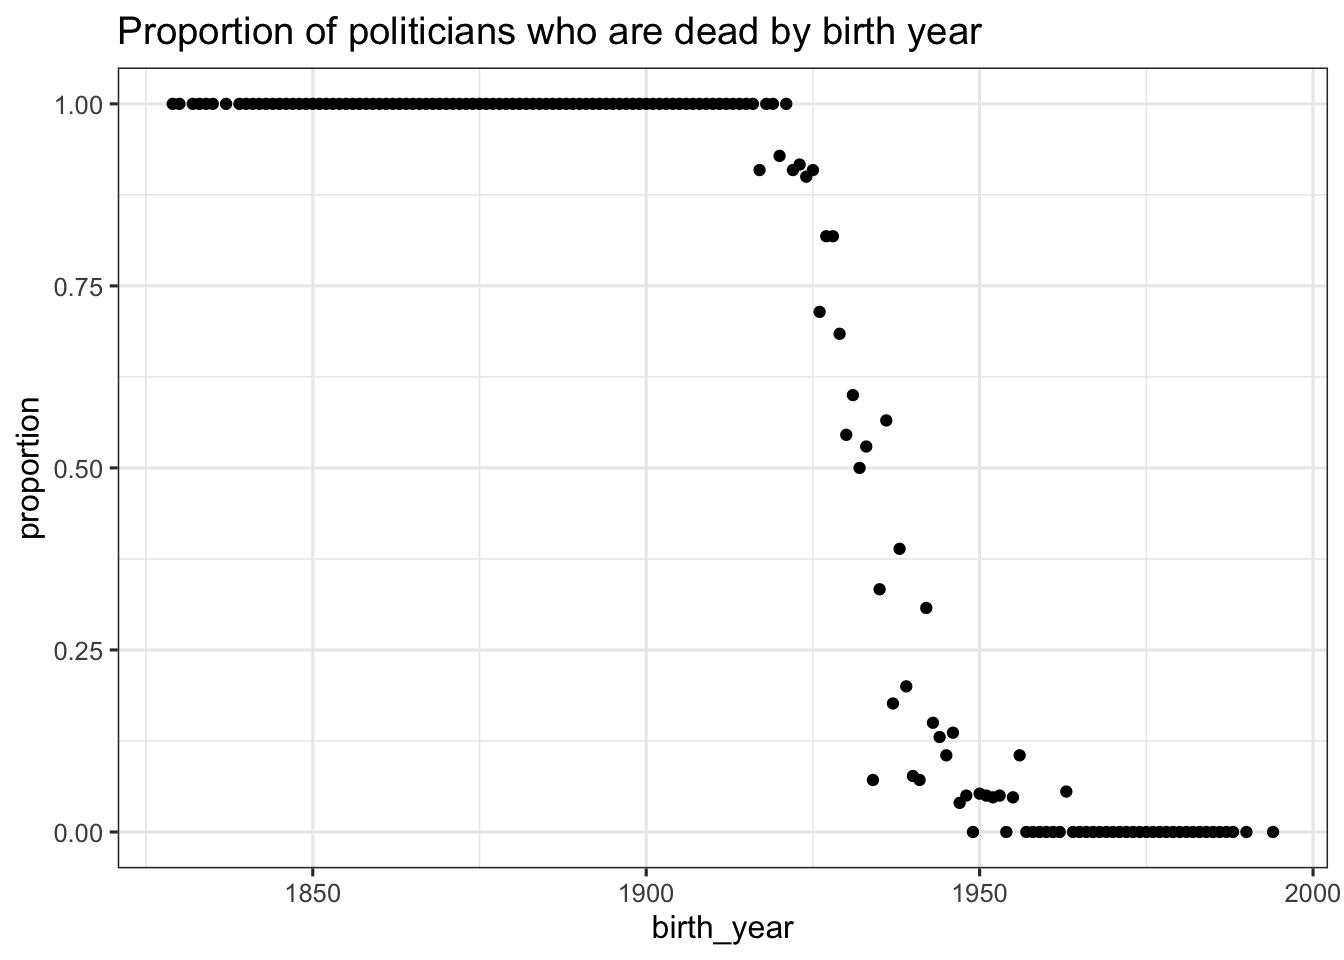 Proportion of politicians who are dead by birth year
1.00
0.75
0.50
0.25
0.00
proportion
1850 1900 1950 2000
birth_year